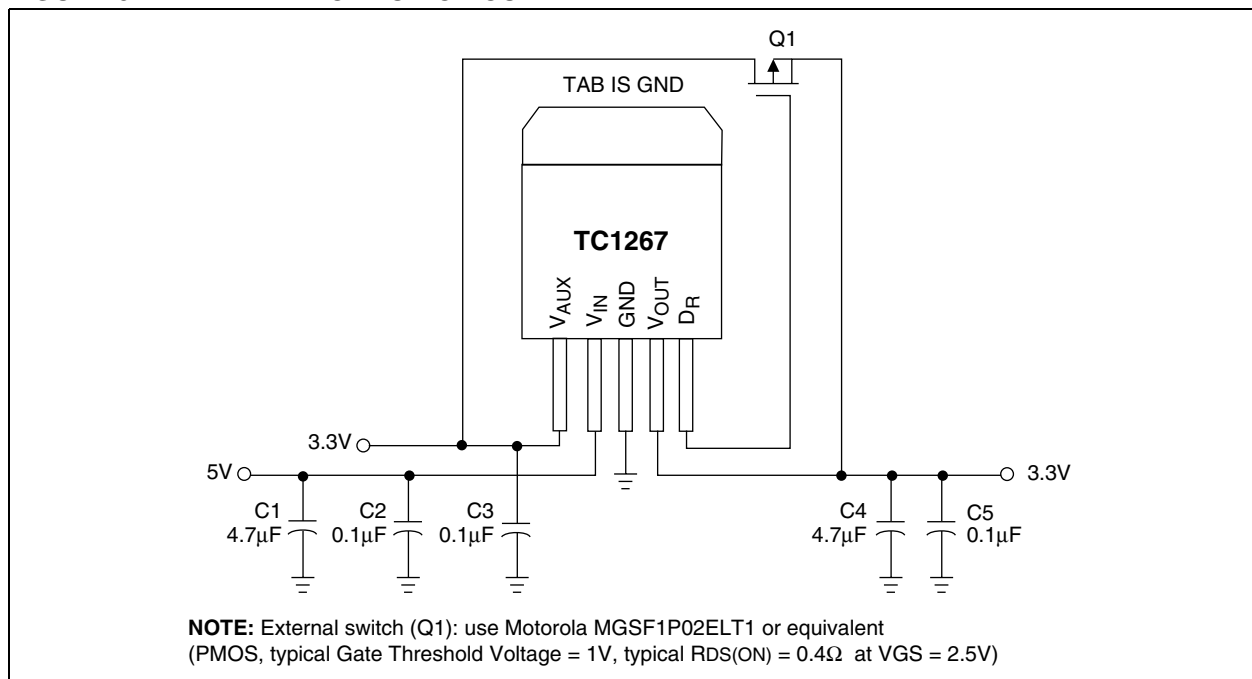 Q1
TAB IS GND
TC1267
VAUX
VIN
GND
VOUT
DR
3.3V
5V
3.3V
C1
4.7µF
C2
0.1µF
C3
0.1µF
C4
4.7µF
C5
0.1µF
NOTE: External switch (Q1): use Motorola MGSF1P02ELT1 or equivalent
(PMOS, typical Gate Threshold Voltage = 1V, typical RDS(ON) = 0.4Ω at VGS = 2.5V)